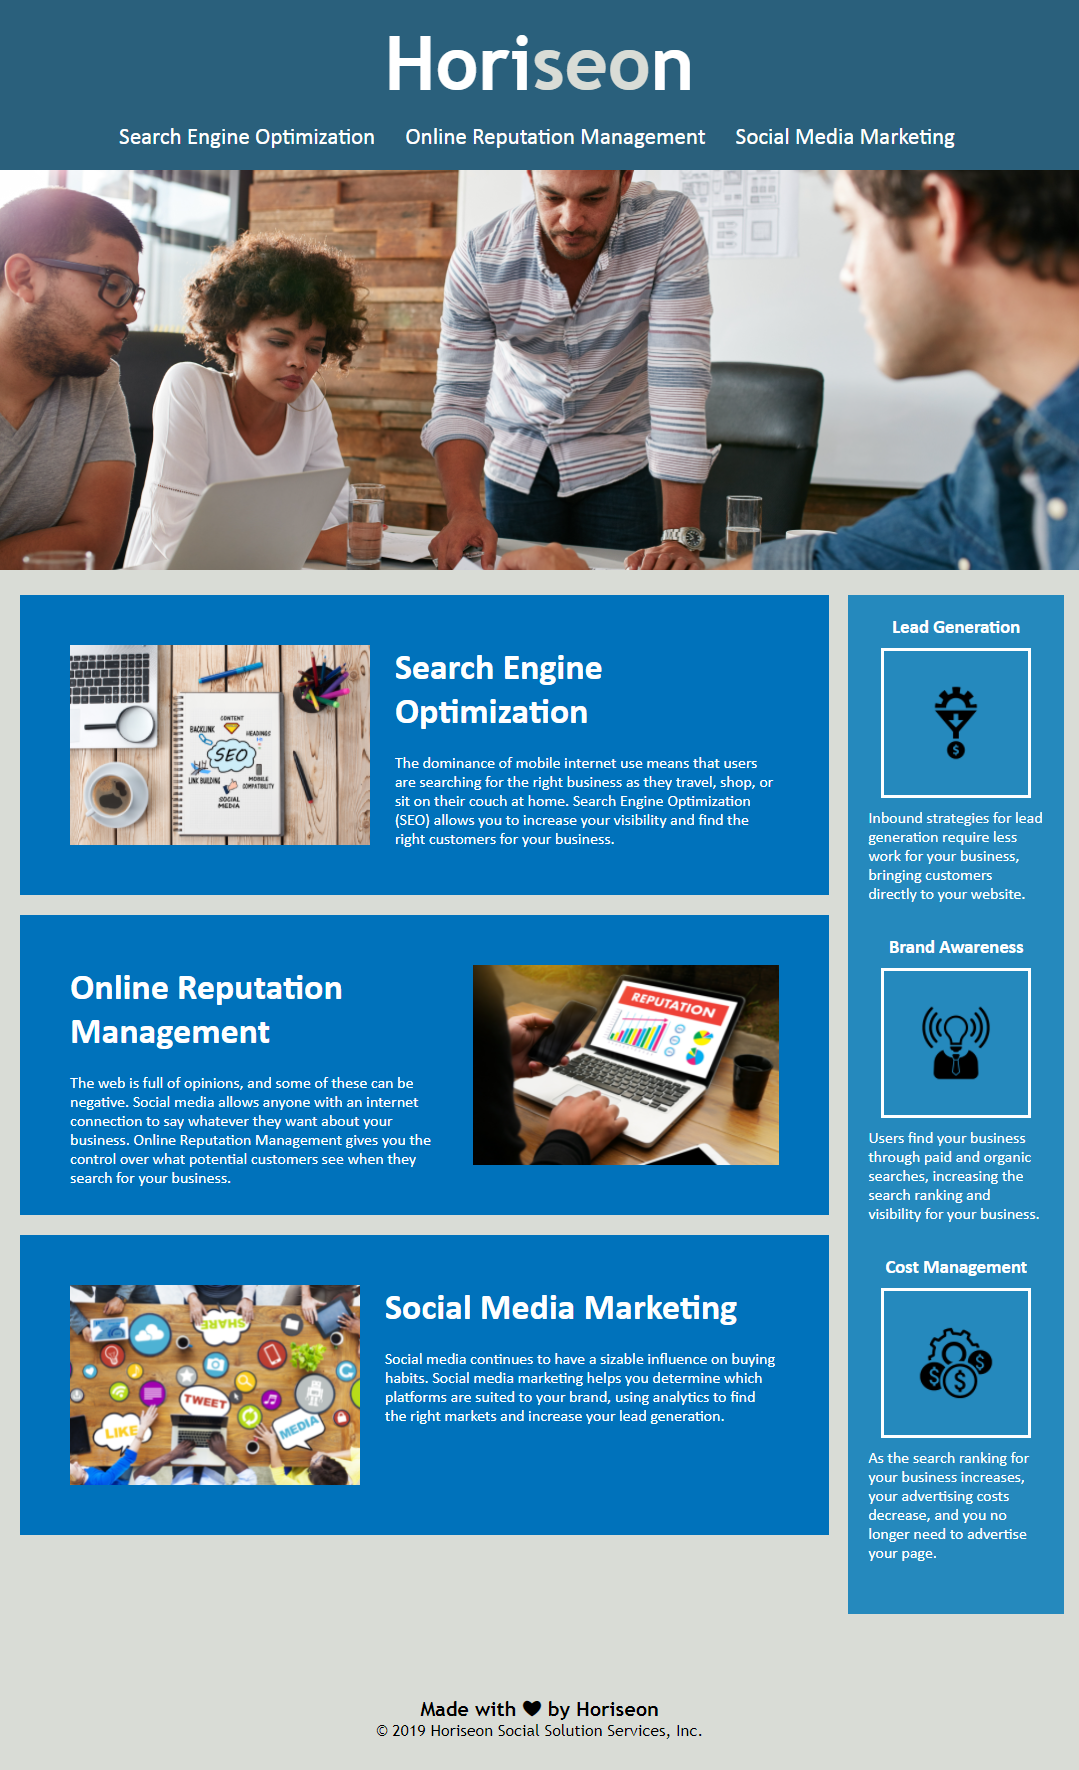 Horiseon
Search Engine Optimization Online Reputation Management Social Media Marketing
CONTENT
BACKLINK
HEADINGS
SEO
LINK BUILDING
MOBILE
COMPATIBILITY
SOCIAL
MEDIA
Search Engine
Optimization
The dominance of mobile internet use means that users
are searching for the right business as they travel, shop, or
sit on their couch at home. Search Engine Optimization
(SEO) allows you to increase your visibility and find the
right customers for your business.
Online Reputation
Management
The web is full of opinions, and some of these can be
negative. Social media allows anyone with an internet
connection to say whatever they want about your
business. Online Reputation Management gives you the
control over what potential customers see when they
search for your business.
REPUTATION
SHARE
TWEET
LIKE
MEDIA
Social Media Marketing
Social media continues to have a sizable influence on buying
habits. Social media marketing helps you determine which
platforms are suited to your brand, using analytics to find
the right markets and increase your lead generation.
Lead Generation
$
Inbound strategies for lead
generation require less
work for your business,
bringing customers
directly to your website.
Brand Awareness
Users find your business
through paid and organic
searches, increasing the
search ranking and
visibility for your business.
Cost Management
$ $ $
As the search ranking for
your business increases,
your advertising costs
decrease, and you no
longer need to advertise
your page.
Made with ❤ by Horiseon
© 2019 Horiseon Social Solution Services, Inc.